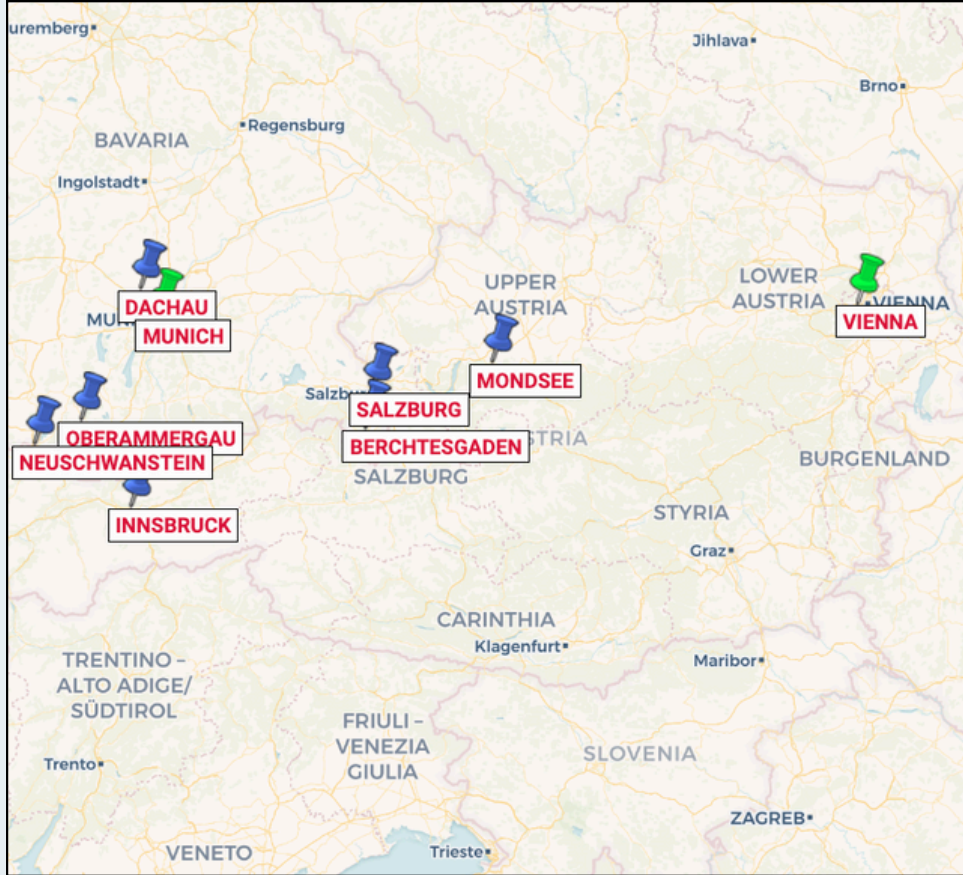 uremberg
Jihlava
Brno
Regensburg
BAVARIA
Ingolstadt
UPPER
AUSTRIA
LOWER
AUSTRIA
VIENNA
DACHAU
VIENNA
MUNICH
MONDSEE
SALZBURG
OBERAMMERGAU
BERCHTESGADEN
NEUSCHWANSTEIN
BURGENLAND
SALZBURG
INNSBRUCK
STYRIA
Graz
CARINTHIA
Klagenfurt
Maribor
TRENTINO –
ALTO ADIGE/
SÜDTIROL
FRIULI –
VENEZIA
GIULIA
SLOVENIA
Trento
ZAGREB
VENETO
Trieste